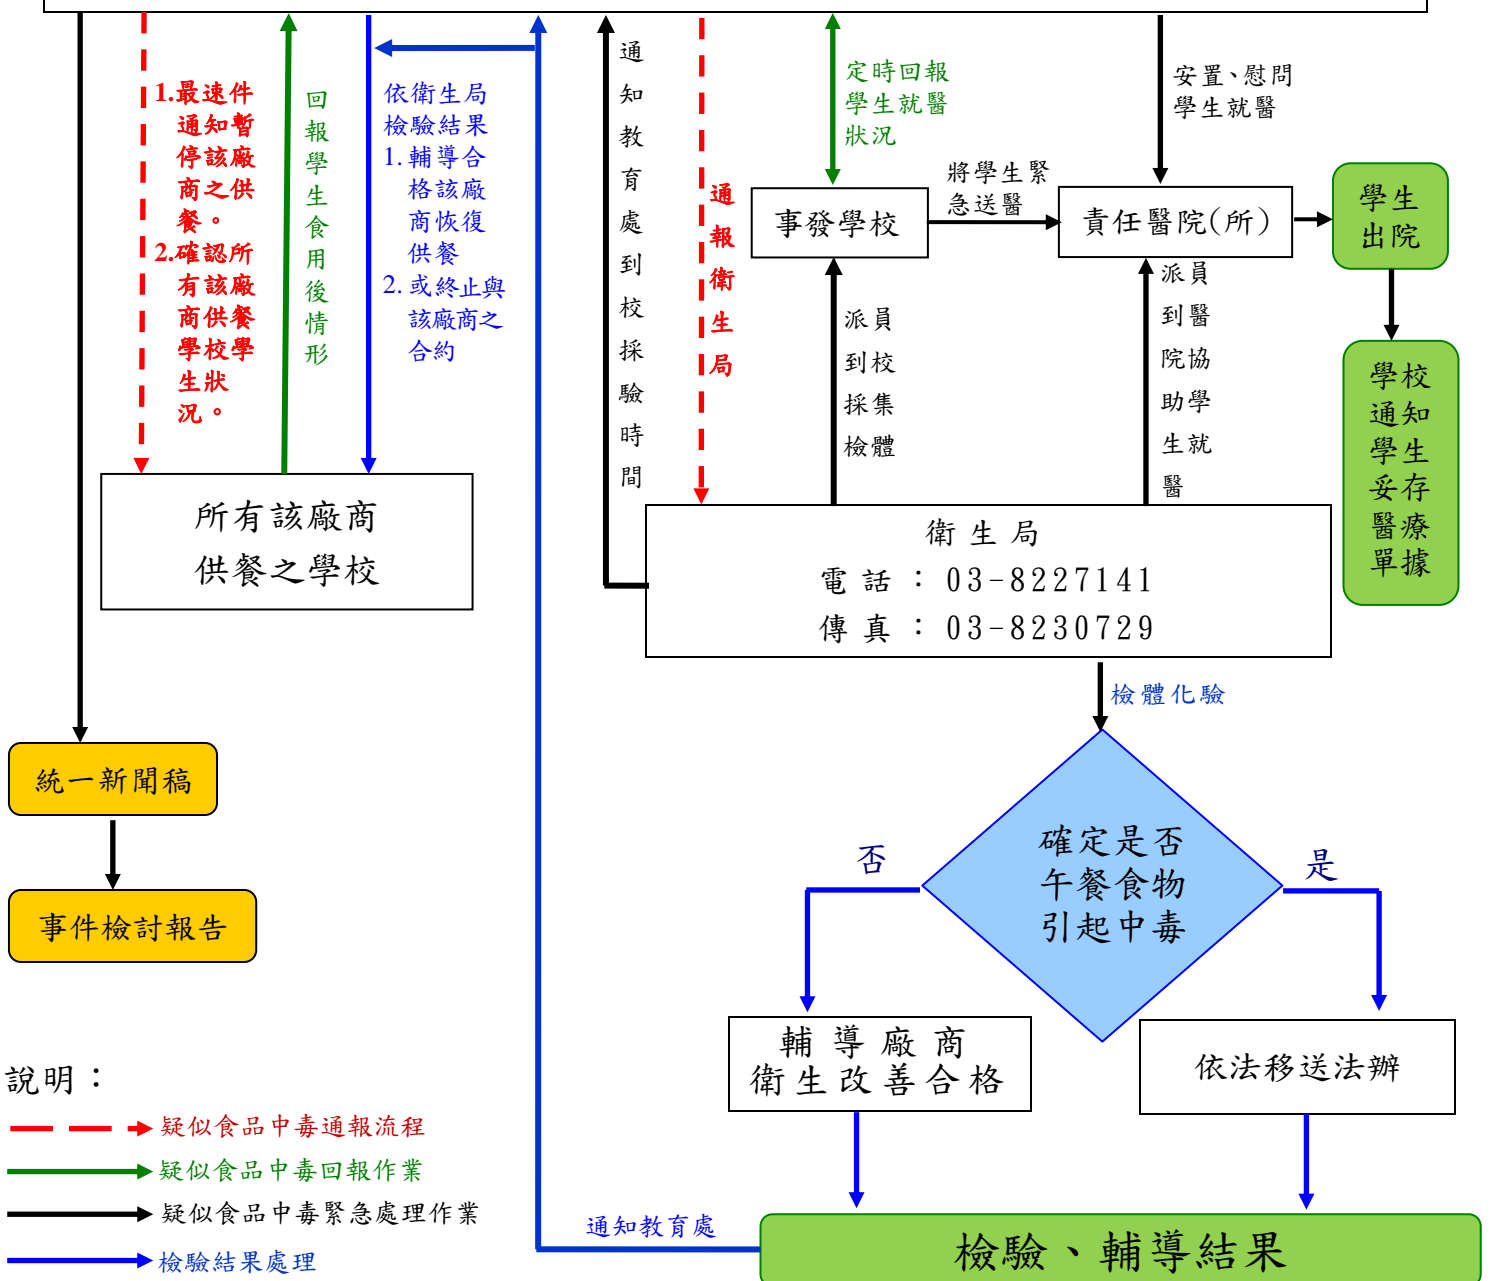 1.最速件
通知暫
停該廠
商之供
餐。
2.確認所
有該廠
商供餐
學校學
生狀
況。
回報學生食用後情形
依衛生局
檢驗結果
1. 輔導合
格該廠
商恢復
供餐
2. 或終止與
該廠商之
合約
通知教育處到校採驗時間
通報衛生局
定時回報
學生就醫
狀況
安置、慰問
學生就醫
將學生緊
急送醫
事發學校
責任醫院(所)
學生
出院
派員
到校
採集
檢體
派員
到醫
院協
助學
生就
醫
學校
通知
學生
妥存
醫療
單據
所有該廠商
供餐之學校
衛生局
電話：03-8227141
傳真：03-8230729
檢體化驗
統一新聞稿
事件檢討報告
確定是否
午餐食物
引起中毒
否
是
輔導廠商
衛生改善合格
依法移送法辦
說明：
疑似食品中毒通報流程
疑似食品中毒回報作業
疑似食品中毒緊急處理作業
檢驗結果處理
通知教育處
檢驗、輔導結果